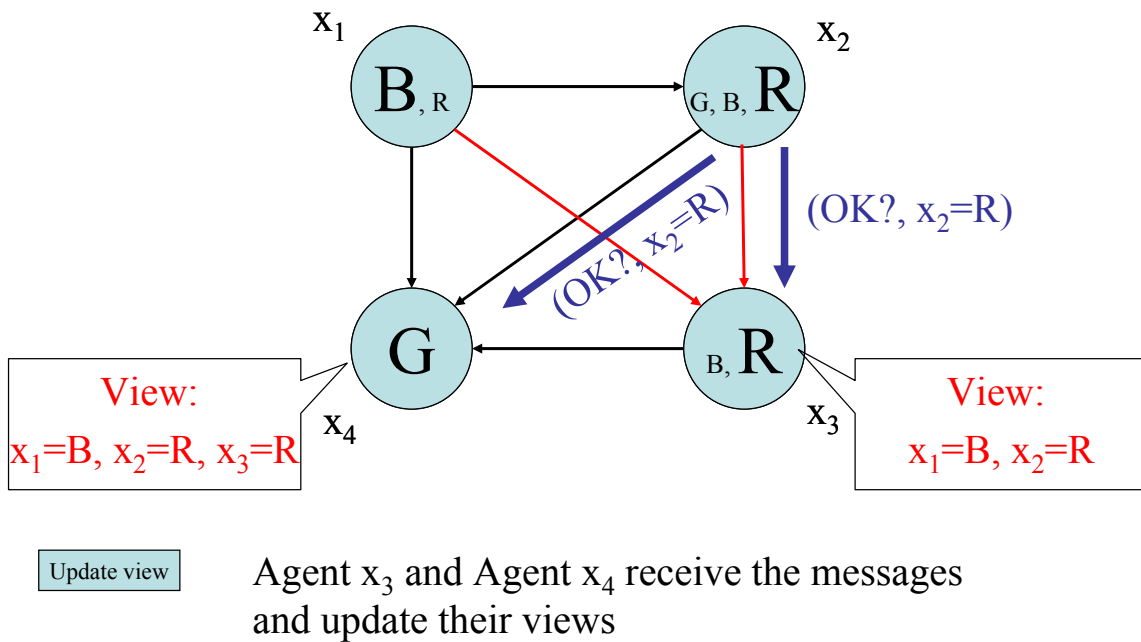 x₁
x₂
B, R
G, B, R
(OK?, x₂=R)
(OK?, x₂=R)
G
B, R
x₄
x₃
View:
x₁=B, x₂=R, x₃=R
View:
x₁=B, x₂=R
Update view
Agent x₃ and Agent x₄ receive the messages
and update their views